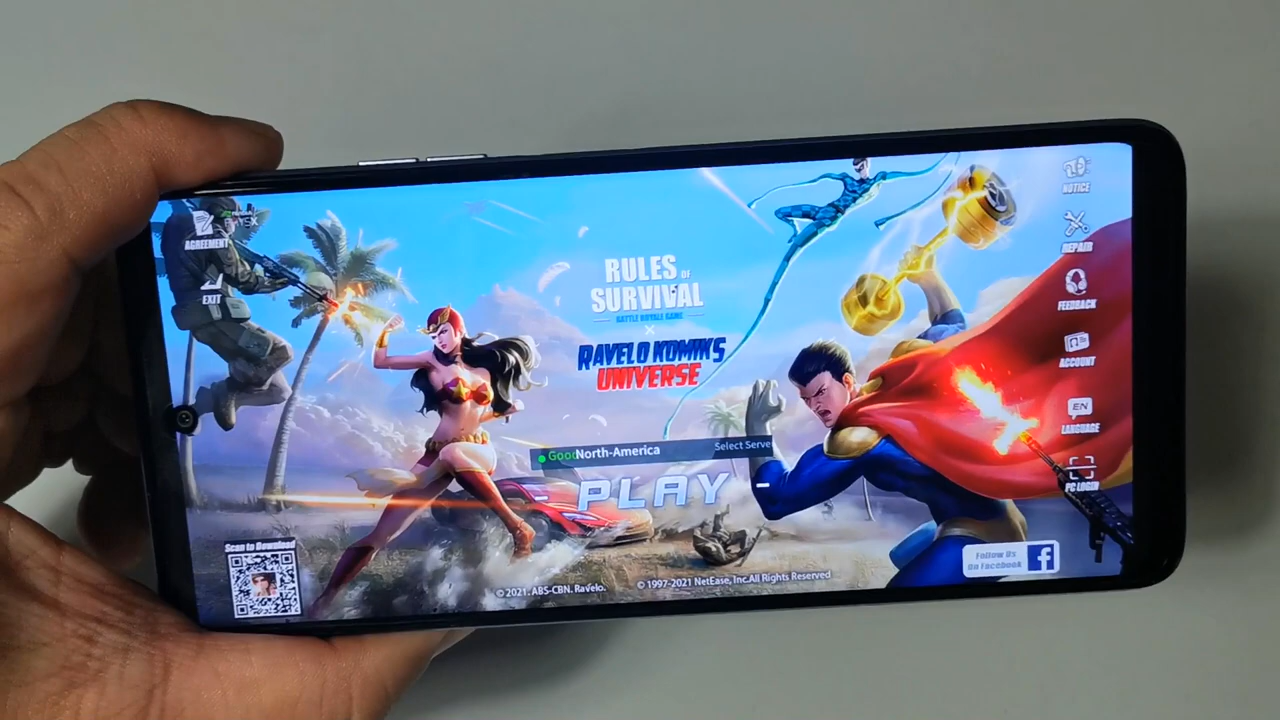 AGREEMENT
EXIT
NOTICE
REPAIR
FEEDBACK
ACCOUNT
EN
LANGUAGE
PC LOGIN
RULES OF
SURVIVAL
BATTLE ROYALE GAME
×
RAVELO KOMIKS
UNIVERSE
Good North-America Select Serve
PLAY
Scan to Download
© 2021. ABS-CBN. Ravelo.
© 1997-2021 NetEase, Inc.All Rights Reserved
Follow Us
On Facebook
f